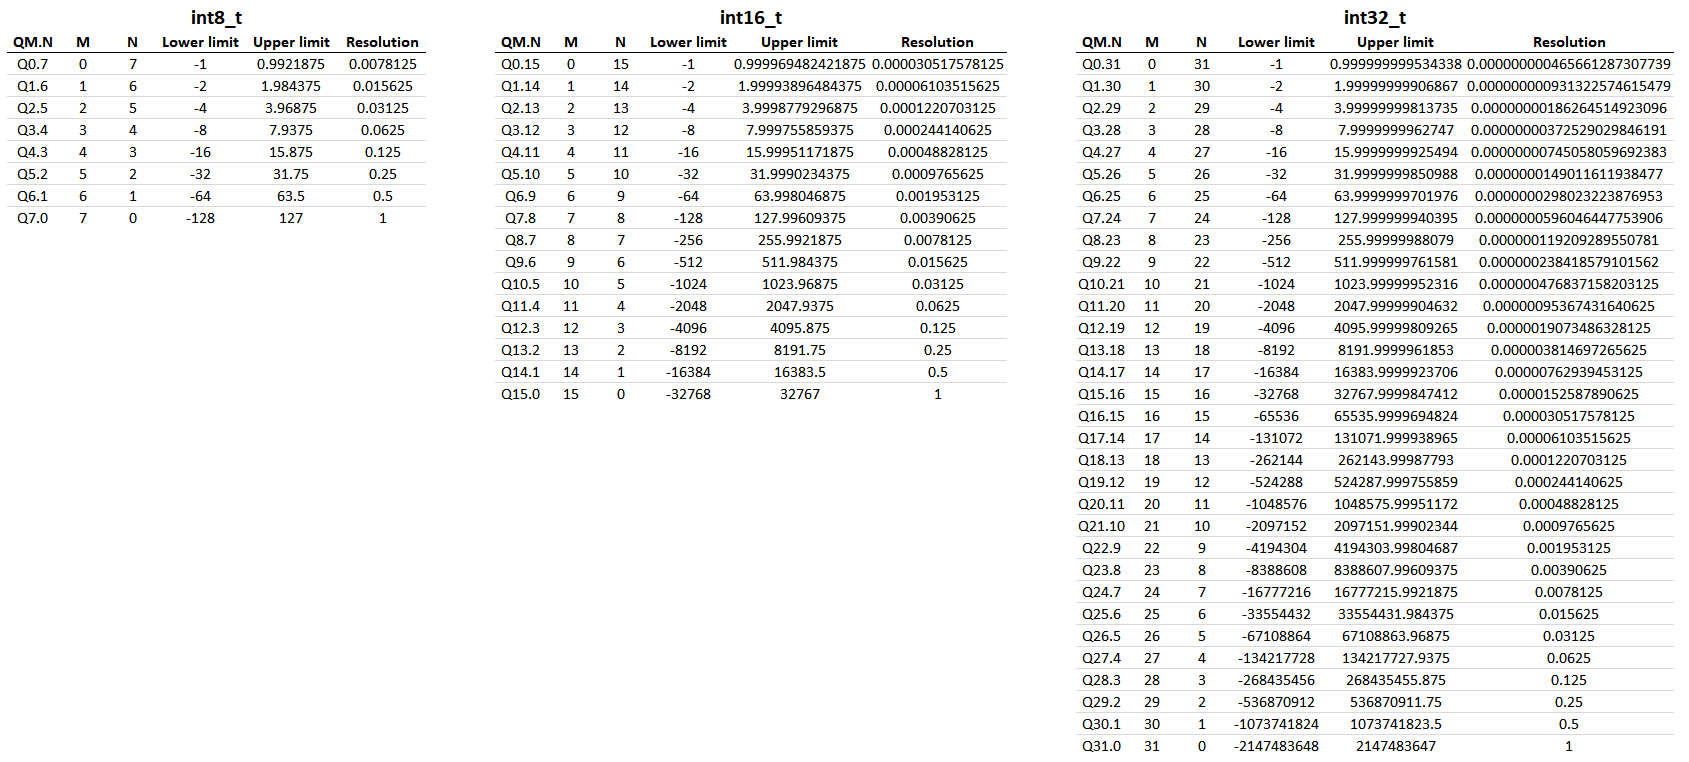 int8_t
QM.N M N Lower limit Upper limit Resolution
Q0.7 0 7 -1 0.9921875 0.0078125
Q1.6 1 6 -2 1.984375 0.015625
Q2.5 2 5 -4 3.96875 0.03125
Q3.4 3 4 -8 7.9375 0.0625
Q4.3 4 3 -16 15.875 0.125
Q5.2 5 2 -32 31.75 0.25
Q6.1 6 1 -64 63.5 0.5
Q7.0 7 0 -128 127 1
int16_t
QM.N M N Lower limit Upper limit Resolution
Q0.15 0 15 -1 0.999969482421875 0.000030517578125
Q1.14 1 14 -2 1.99993896484375 0.00006103515625
Q2.13 2 13 -4 3.9998779296875 0.0001220703125
Q3.12 3 12 -8 7.999755859375 0.000244140625
Q4.11 4 11 -16 15.99951171875 0.00048828125
Q5.10 5 10 -32 31.9990234375 0.0009765625
Q6.9 6 9 -64 63.998046875 0.001953125
Q7.8 7 8 -128 127.99609375 0.00390625
Q8.7 8 7 -256 255.9921875 0.0078125
Q9.6 9 6 -512 511.984375 0.015625
Q10.5 10 5 -1024 1023.96875 0.03125
Q11.4 11 4 -2048 2047.9375 0.0625
Q12.3 12 3 -4096 4095.875 0.125
Q13.2 13 2 -8192 8191.75 0.25
Q14.1 14 1 -16384 16383.5 0.5
Q15.0 15 0 -32768 32767 1
int32_t
QM.N M N Lower limit Upper limit Resolution
Q0.31 0 31 -1 0.999999999534338 0.000000000465661287307739
Q1.30 1 30 -2 1.99999999906867 0.000000000931322574615479
Q2.29 2 29 -4 3.99999999813735 0.00000000186264514923096
Q3.28 3 28 -8 7.9999999962747 0.00000000372529029846191
Q4.27 4 27 -16 15.9999999925494 0.00000000745058059692383
Q5.26 5 26 -32 31.9999999850988 0.0000000149011611938477
Q6.25 6 25 -64 63.9999999701976 0.0000000298023223876953
Q7.24 7 24 -128 127.999999940395 0.0000000596046447753906
Q8.23 8 23 -256 255.99999988079 0.000000119209289550781
Q9.22 9 22 -512 511.999999761581 0.000000238418579101562
Q10.21 10 21 -1024 1023.99999952316 0.000000476837158203125
Q11.20 11 20 -2048 2047.99999904632 0.00000095367431640625
Q12.19 12 19 -4096 4095.99999809265 0.0000019073486328125
Q13.18 13 18 -8192 8191.9999961853 0.000003814697265625
Q14.17 14 17 -16384 16383.9999923706 0.00000762939453125
Q15.16 15 16 -32768 32767.9999847412 0.0000152587890625
Q16.15 16 15 -65536 65535.9999694824 0.000030517578125
Q17.14 17 14 -131072 131071.999938965 0.00006103515625
Q18.13 18 13 -262144 262143.99987793 0.0001220703125
Q19.12 19 12 -524288 524287.999755859 0.000244140625
Q20.11 20 11 -1048576 1048575.99951172 0.00048828125
Q21.10 21 10 -2097152 2097151.99902344 0.0009765625
Q22.9 22 9 -4194304 4194303.99804687 0.001953125
Q23.8 23 8 -8388608 8388607.99609375 0.00390625
Q24.7 24 7 -16777216 16777215.9921875 0.0078125
Q25.6 25 6 -33554432 33554431.984375 0.015625
Q26.5 26 5 -67108864 67108863.96875 0.03125
Q27.4 27 4 -134217728 134217727.9375 0.0625
Q28.3 28 3 -268435456 268435455.875 0.125
Q29.2 29 2 -536870912 536870911.75 0.25
Q30.1 30 1 -1073741824 1073741823.5 0.5
Q31.0 31 0 -2147483648 2147483647 1